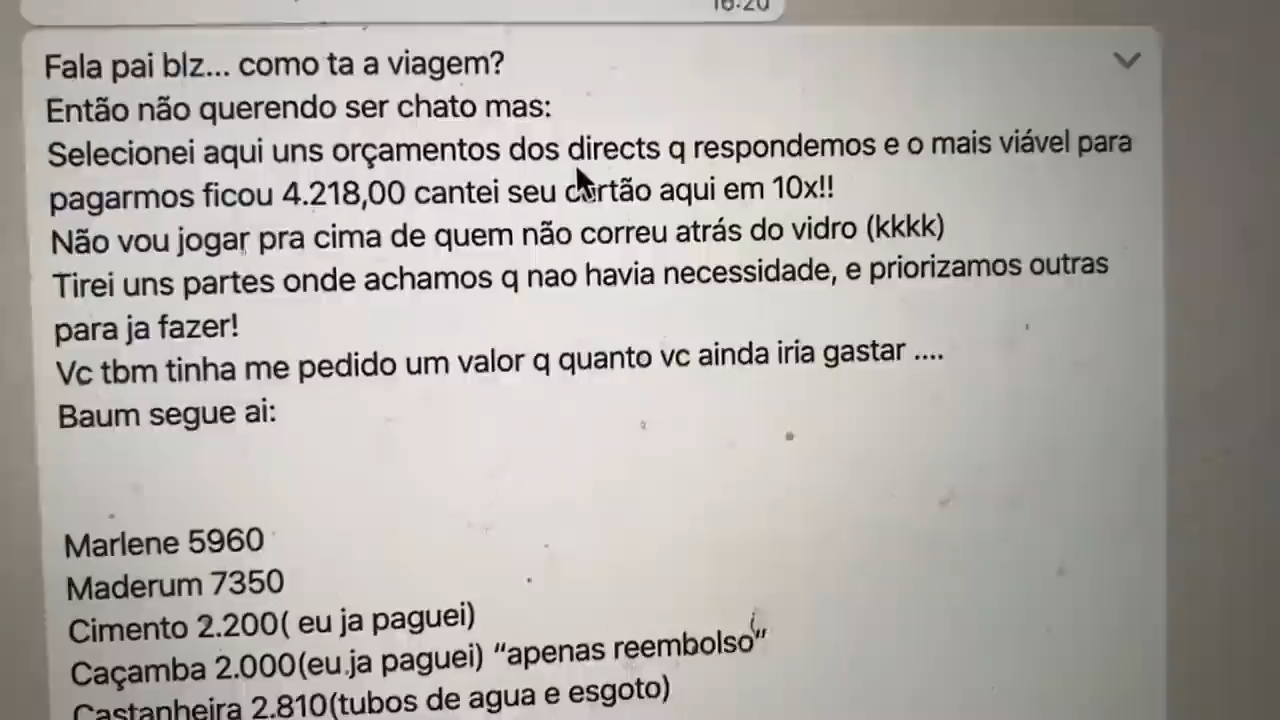 16:20
Fala pai blz... como ta a viagem?
Então não querendo ser chato mas:
Selecionei aqui uns orçamentos dos directs q respondemos e o mais viável para
pagarmos ficou 4.218,00 cantei seu cartão aqui em 10x!!
Não vou jogar pra cima de quem não correu atrás do vidro (kkkk)
Tirei uns partes onde achamos q nao havia necessidade, e priorizamos outras
para ja fazer!
Vc tbm tinha me pedido um valor q quanto vc ainda iria gastar ....
Baum segue ai:
Marlene 5960
Maderum 7350
Cimento 2.200( eu ja paguei)
Caçamba 2.000(eu ja paguei) “apenas reembolso”
Castanheira 2.810(tubos de agua e esgoto)